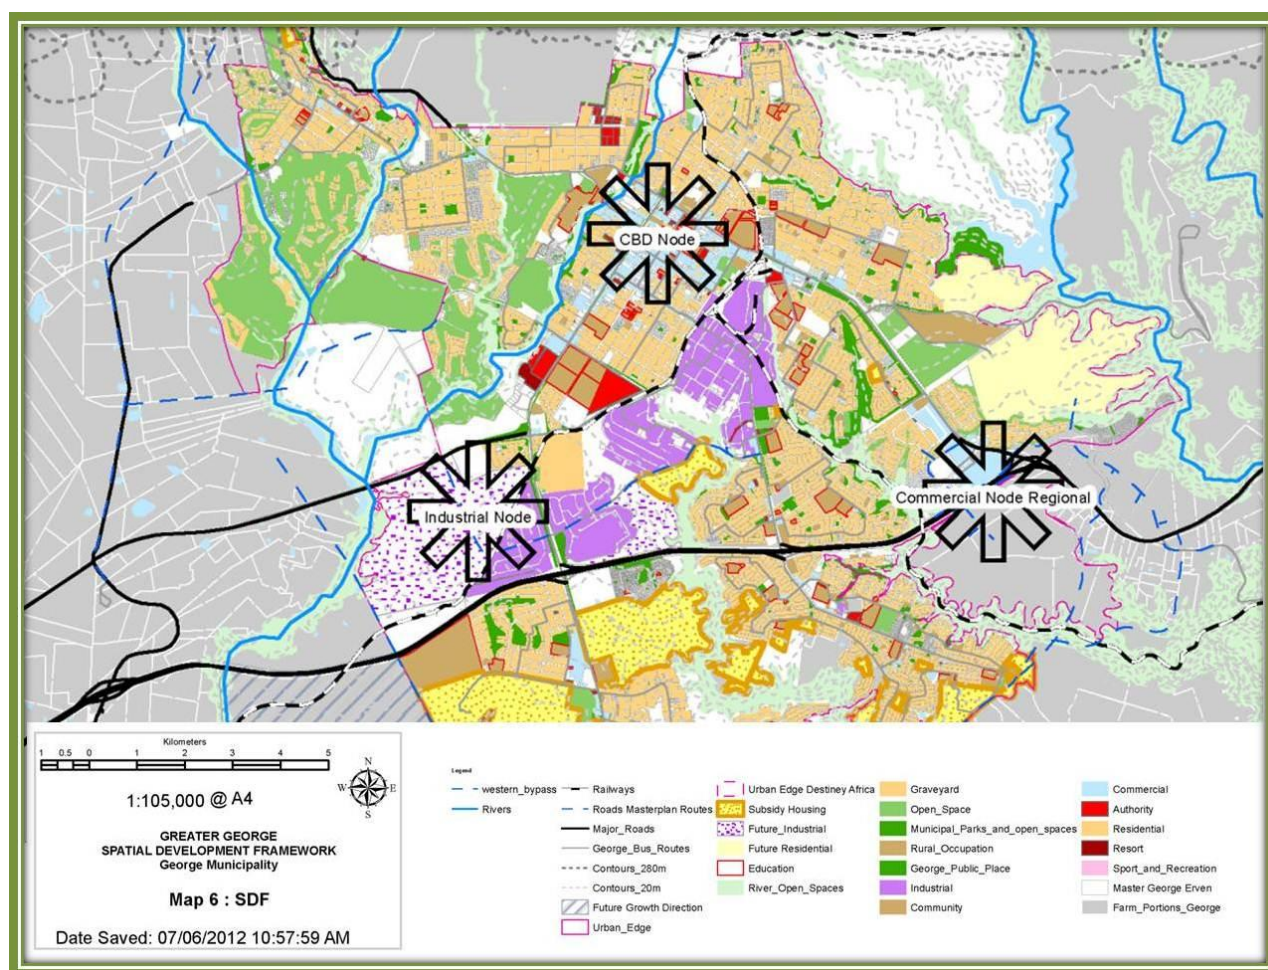 CBD Node
Industrial Node
Commercial Node Regional
Kilometers
1 0.5 0 1 2 3 4 5
1:105,000 @ A4
N
W E
S
GREATER GEORGE
SPATIAL DEVELOPMENT FRAMEWORK
George Municipality
Map 6 : SDF
Date Saved: 07/06/2012 10:57:59 AM
Legend
western_bypass
Rivers
Railways
Roads Masterplan Routes
Major_Roads
George_Bus_Routes
Contours_280m
Contours_20m
Future Growth Direction
Urban_Edge
Urban Edge Destiney Africa
Subsidy Housing
Future_Industrial
Future Residential
Education
River_Open_Spaces
Graveyard
Open_Space
Municipal_Parks_and_open_spaces
Rural_Occupation
George_Public_Place
Industrial
Community
Commercial
Authority
Residential
Resort
Sport_and_Recreation
Master George Erven
Farm_Portions_George